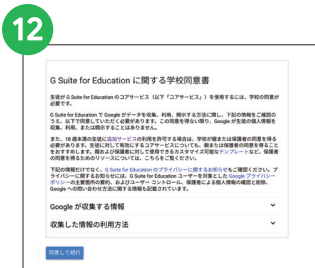 12
G Suite for Education に関する学校同意書
生徒が G Suite for Education のコアサービス（以下「コアサービス」）を使用するには、学校の同意が
必要です。
G Suite for Education で Google がデータを収集、利用、開示する方法に関し、下記の情報をご確認の
うえ、以下で同意していただく必要があります。この同意を得ない限り、Google が生徒の個人情報を
収集、利用、または開示することはありません。
また、18 歳未満の生徒に追加サービスの利用を許可する場合は、学校が親または保護者の同意を得る
必要があります。生徒に対して有効にするコアサービスについても、親または保護者の同意を得ること
をおすすめします。親および保護者に対して使用できるカスタマイズ可能なテンプレートなど、保護者
の同意を得るためのリソースについては、こちらをご覧ください。
下記の情報だけでなく、G Suite for Education のプライバシーに関するお知らせもご確認ください。プ
ライバシーに関するお知らせには、G Suite for Education ユーザーを対象とした Google プライバシー
ポリシーの主要箇所の要約、およびユーザー コントロール、保護者による個人情報の確認と削除、
Google への問い合わせ方法に関する情報も記載されています。
Google が収集する情報
収集した情報の利用方法
同意して続行